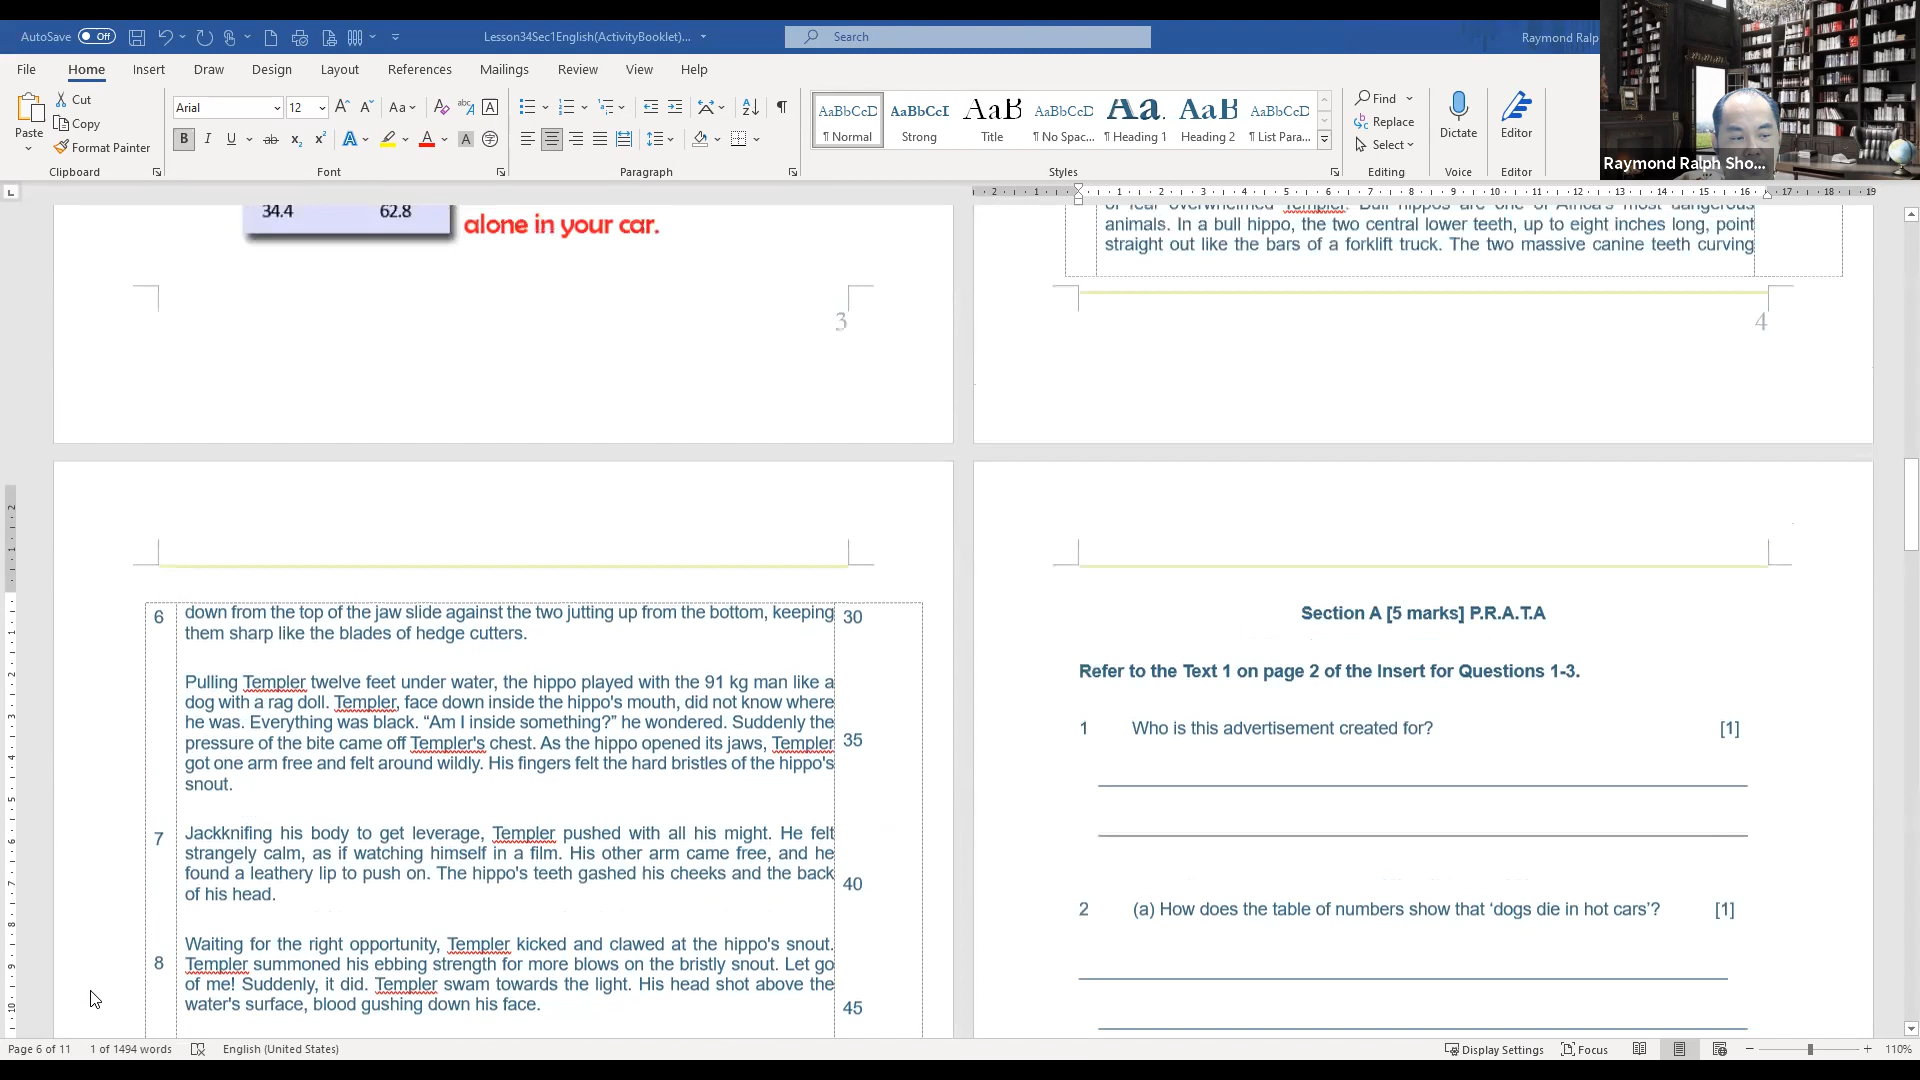 AutoSave Off
Lesson34Sec1English(ActivityBooklet)...
Search
Raymond Ralp
File Home Insert Draw Design Layout References Mailings Review View Help
Paste
Cut
Copy
Format Painter
Clipboard
Arial 12
Font
Paragraph
AaBbCcD ¶ Normal
AaBbCcI Strong
AaB Title
AaBbCcD ¶ No Spac...
Aa. ¶ Heading 1
AaB Heading 2
AaBbCcD ¶ List Para...
Styles
Find
Replace
Select
Editing
Dictate
Voice
Editor
Editor
Raymond Ralph Sho...
34.4 62.8
alone in your car.
3
of fear overwhelmed Templer. Bull hippos are one of Africa's most dangerous
animals. In a bull hippo, the two central lower teeth, up to eight inches long, point
straight out like the bars of a forklift truck. The two massive canine teeth curving
4
6 down from the top of the jaw slide against the two jutting up from the bottom, keeping 30
them sharp like the blades of hedge cutters.
Pulling Templer twelve feet under water, the hippo played with the 91 kg man like a
dog with a rag doll. Templer, face down inside the hippo's mouth, did not know where
he was. Everything was black. “Am I inside something?” he wondered. Suddenly the
pressure of the bite came off Templer's chest. As the hippo opened its jaws, Templer 35
got one arm free and felt around wildly. His fingers felt the hard bristles of the hippo's
snout.
7 Jackknifing his body to get leverage, Templer pushed with all his might. He felt
strangely calm, as if watching himself in a film. His other arm came free, and he
found a leathery lip to push on. The hippo's teeth gashed his cheeks and the back 40
of his head.
Waiting for the right opportunity, Templer kicked and clawed at the hippo's snout.
8 Templer summoned his ebbing strength for more blows on the bristly snout. Let go
of me! Suddenly, it did. Templer swam towards the light. His head shot above the
water's surface, blood gushing down his face. 45
Section A [5 marks] P.R.A.T.A
Refer to the Text 1 on page 2 of the Insert for Questions 1-3.
1 Who is this advertisement created for? [1]
2 (a) How does the table of numbers show that ‘dogs die in hot cars’? [1]
Page 6 of 11 1 of 1494 words English (United States)
Display Settings Focus 110%